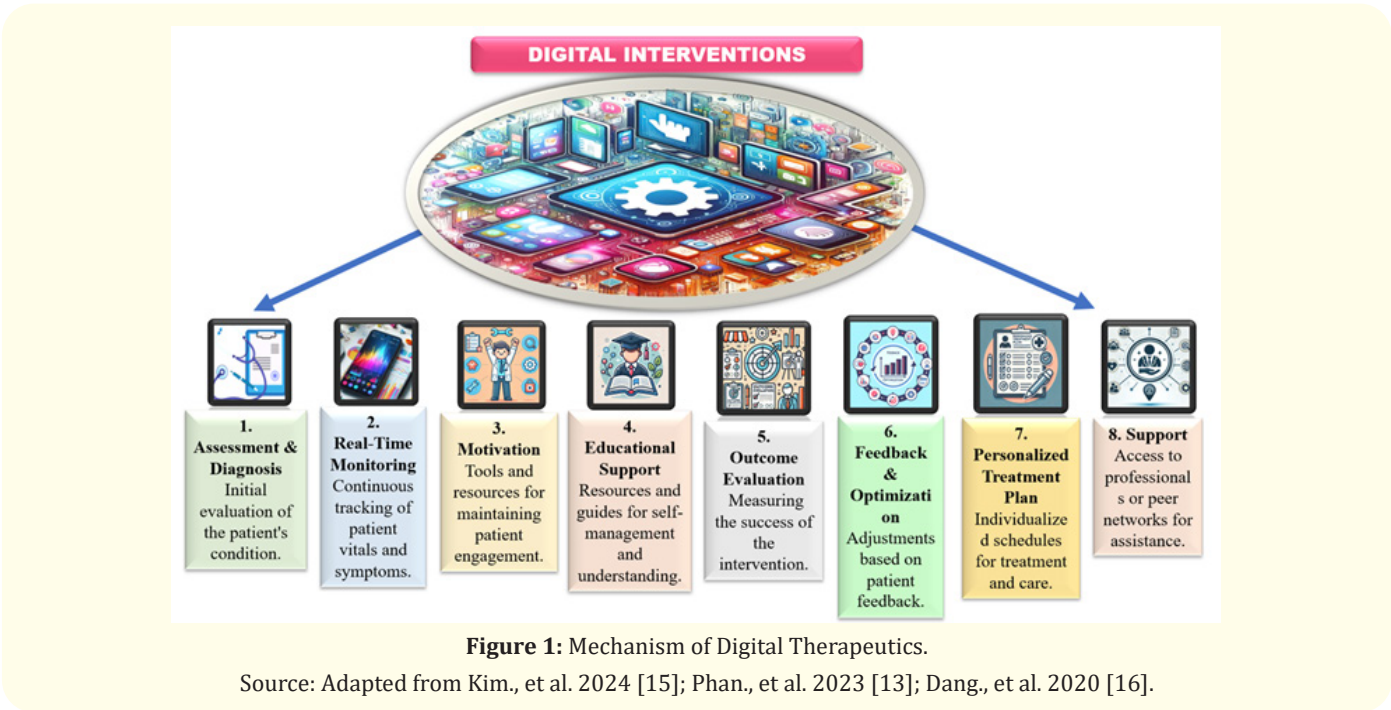 DIGITAL INTERVENTIONS
1.
Assessment &
Diagnosis
Initial
evaluation of
the patient's
condition.
2.
Real-Time
Monitoring
Continuous
tracking of
patient
vitals and
symptoms.
3.
Motivation
Tools and
resources for
maintaining
patient
engagement.
4.
Educational
Support
Resources and
guides for self-
management
and
understanding.
5.
Outcome
Evaluation
Measuring
the success of
the
intervention.
6.
Feedback
&
Optimizati
on
Adjustments
based on
patient
feedback.
7.
Personalized
Treatment
Plan
Individualize
d schedules
for treatment
and care.
8. Support
Access to
professional
s or peer
networks for
assistance.
Figure 1: Mechanism of Digital Therapeutics.
Source: Adapted from Kim., et al. 2024 [15]; Phan., et al. 2023 [13]; Dang., et al. 2020 [16].